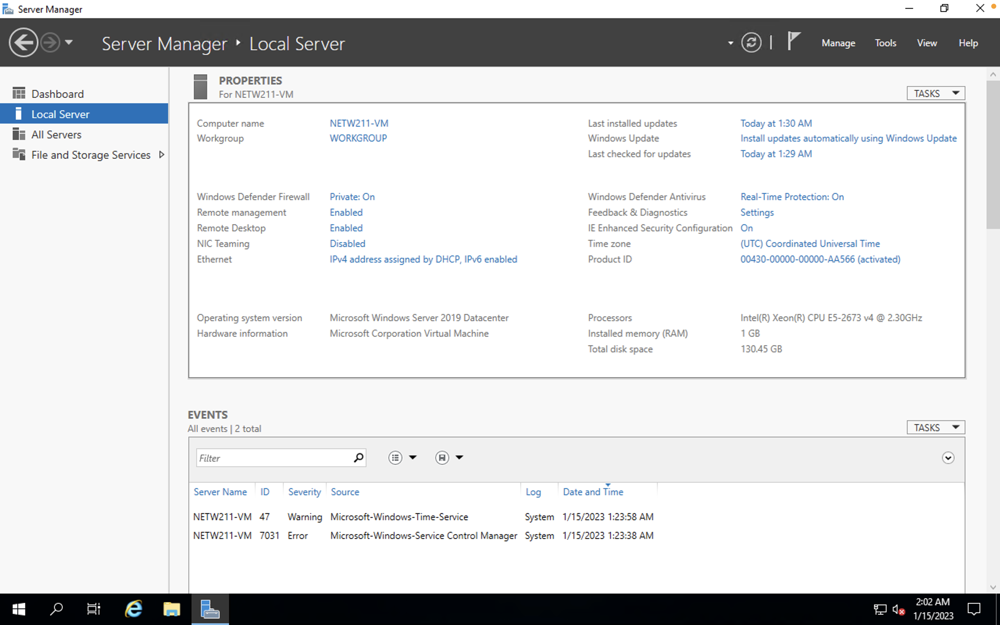 Server Manager
Server Manager ‣ Local Server
Manage Tools View Help
Dashboard
Local Server
All Servers
File and Storage Services
PROPERTIES
For NETW211-VM
TASKS
Computer name NETW211-VM Last installed updates Today at 1:30 AM
Workgroup WORKGROUP Windows Update Install updates automatically using Windows Update
Last checked for updates Today at 1:29 AM
Windows Defender Firewall Private: On Windows Defender Antivirus Real-Time Protection: On
Remote management Enabled Feedback & Diagnostics Settings
Remote Desktop Enabled IE Enhanced Security Configuration On
NIC Teaming Disabled Time zone (UTC) Coordinated Universal Time
Ethernet IPv4 address assigned by DHCP, IPv6 enabled Product ID 00430-00000-00000-AA566 (activated)
Operating system version Microsoft Windows Server 2019 Datacenter Processors Intel(R) Xeon(R) CPU E5-2673 v4 @ 2.30GHz
Hardware information Microsoft Corporation Virtual Machine Installed memory (RAM) 1 GB
Total disk space 130.45 GB
EVENTS
All events | 2 total
TASKS
Filter
Server Name ID Severity Source Log Date and Time
NETW211-VM 47 Warning Microsoft-Windows-Time-Service System 1/15/2023 1:23:58 AM
NETW211-VM 7031 Error Microsoft-Windows-Service Control Manager System 1/15/2023 1:23:38 AM
2:02 AM
1/15/2023